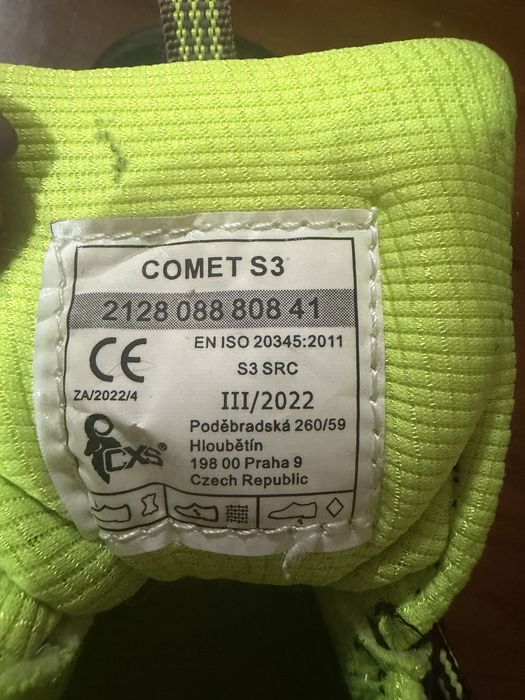 COMET S3
2128 088 808 41
CE
EN ISO 20345:2011
S3 SRC
ZA/2022/4
III/2022
CXS®
Poděbradská 260/59
Hloubětín
198 00 Praha 9
Czech Republic